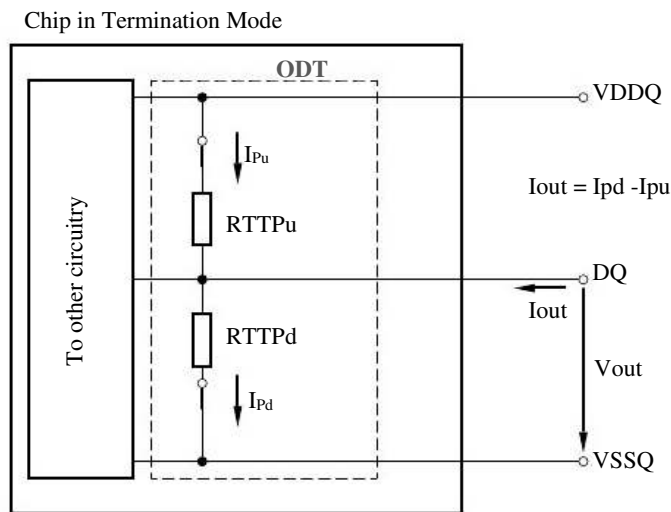 Chip in Termination Mode
ODT
VDDQ
IPu
Iout = Ipd -Ipu
RTTPu
To other circuitry
DQ
Iout
RTTPd
Vout
IPd
VSSQ